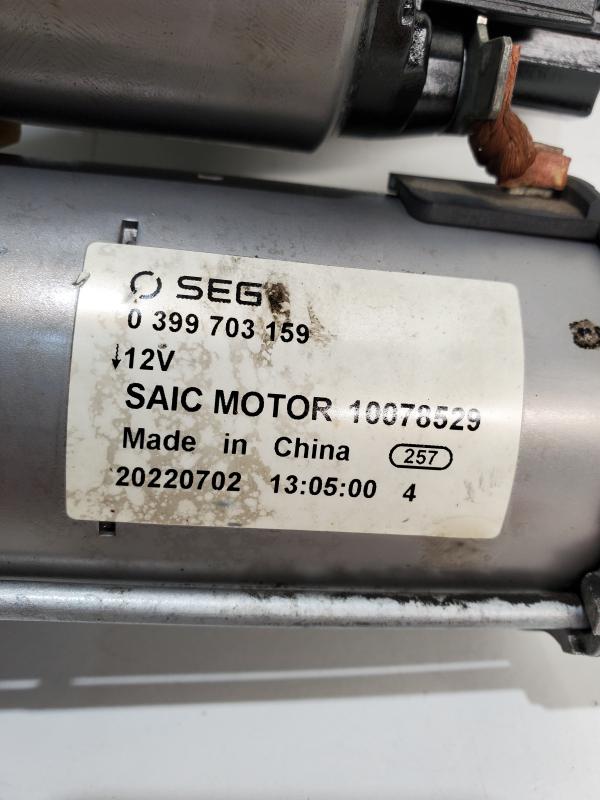 SEG
0 399 703 159
↓12V
SAIC MOTOR 10078529
Made in China 257
20220702 13:05:00 4